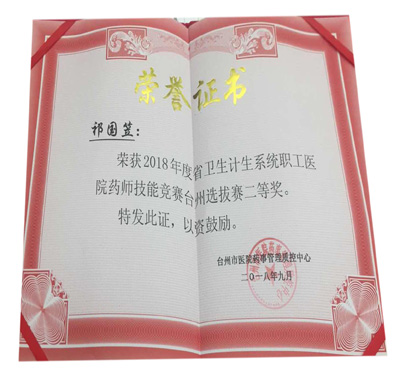 荣誉证书
祁国笠：
荣获2018年度省卫生计生系统职工医
院药师技能竞赛台州选拔赛二等奖。
特发此证，以资鼓励。
台州市医院药事管理质控中心
二〇一八年九月